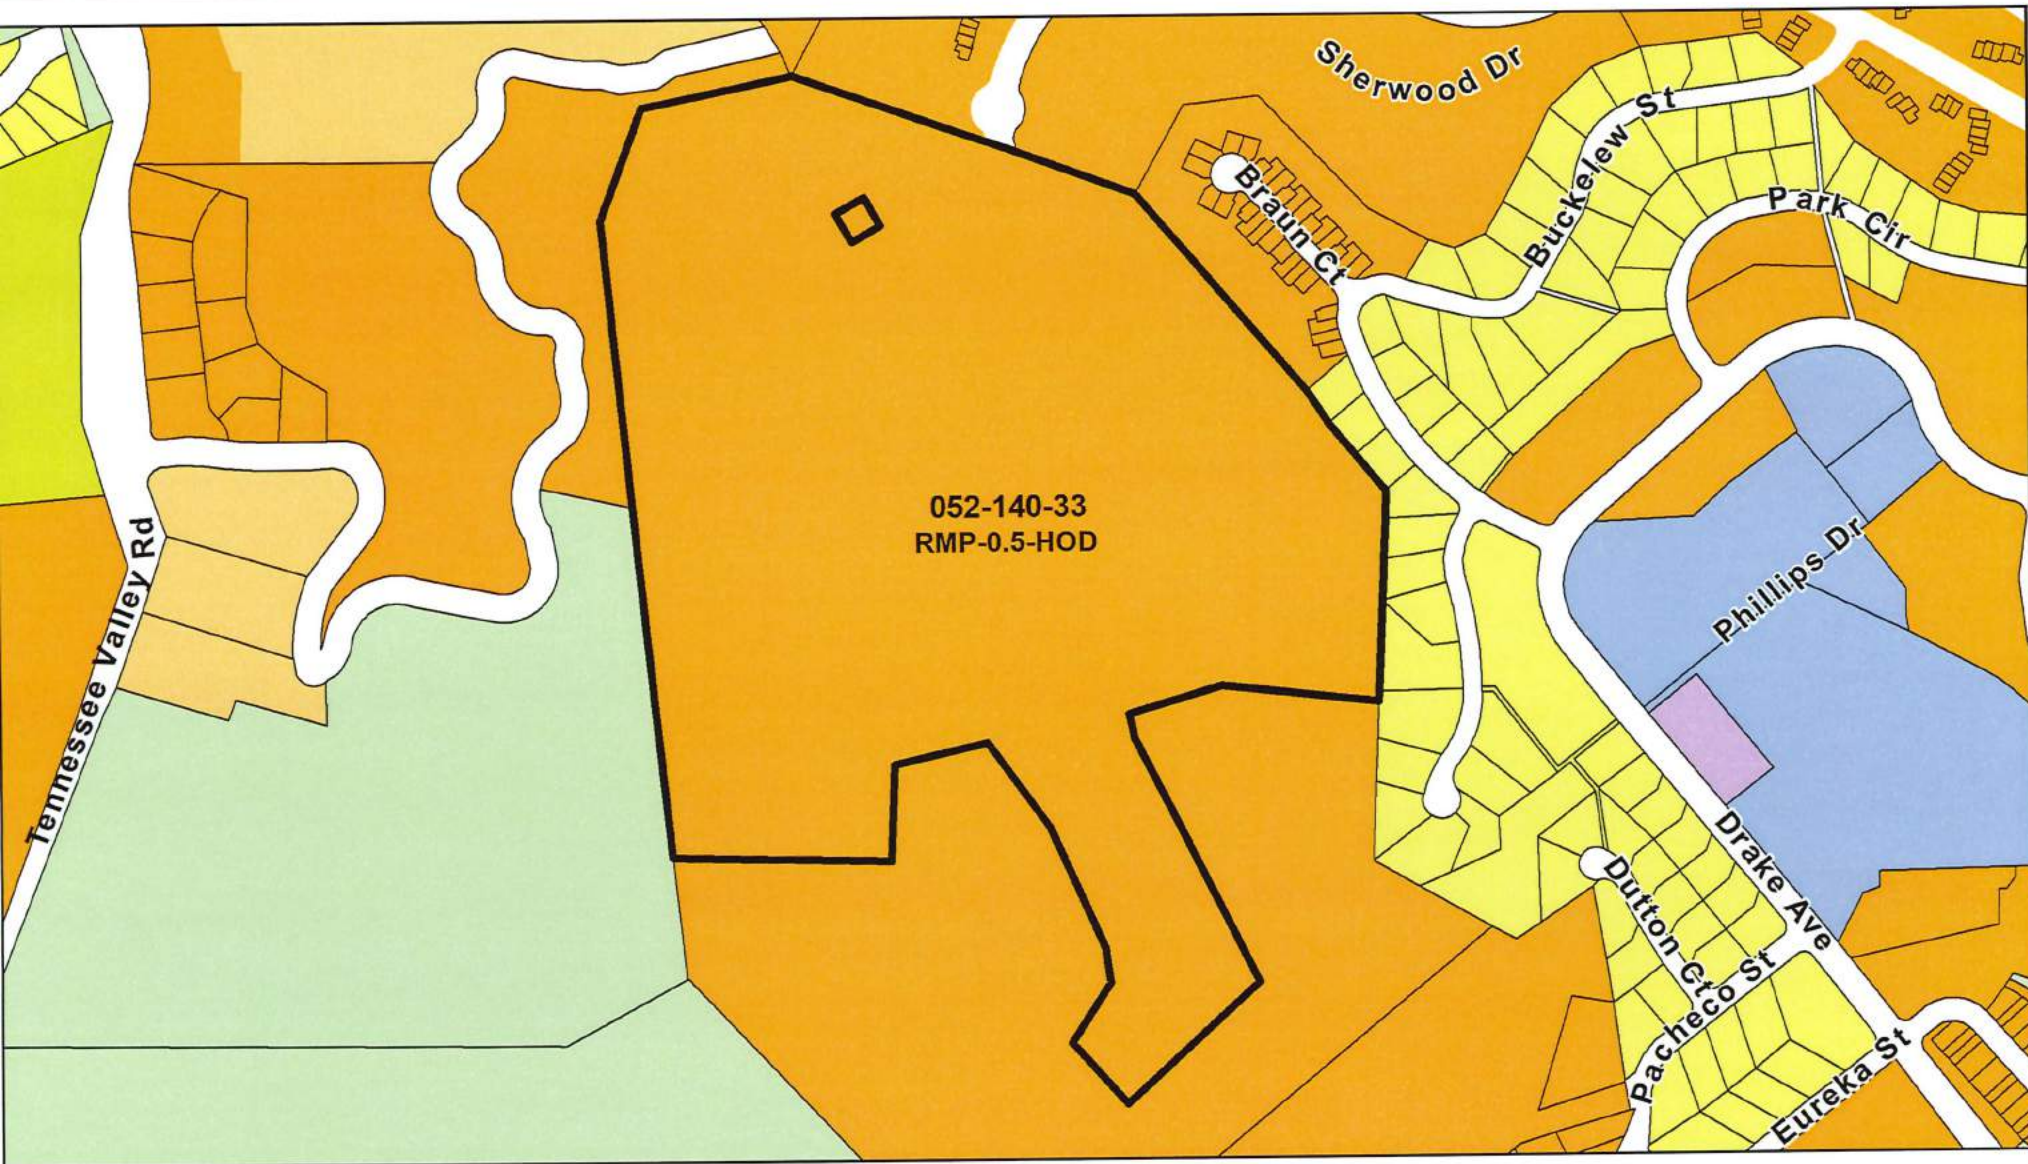 Sherwood Dr
Buckelew St
Park Cir
Braun Ct
052-140-33
RMP-0.5-HOD
Tennessee Valley Rd
Phillips Dr
Drake Ave
Dutton Ct
Pacheco St
Eureka St